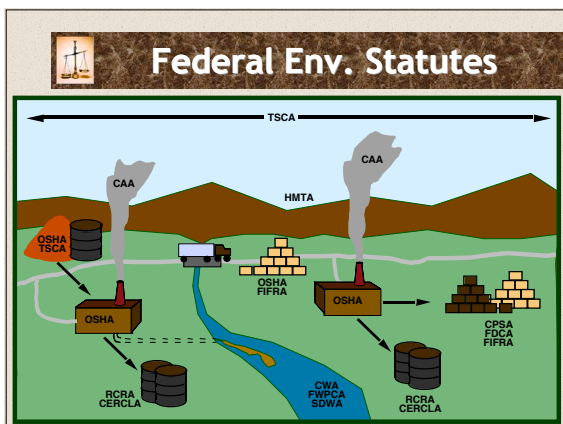 Federal Env. Statutes
TSCA
CAA
CAA
HMTA
OSHA
TSCA
OSHA
FIFRA
OSHA
OSHA
CPSA
FDCA
FIFRA
CWA
FWPCA
SDWA
RCRA
CERCLA
RCRA
CERCLA